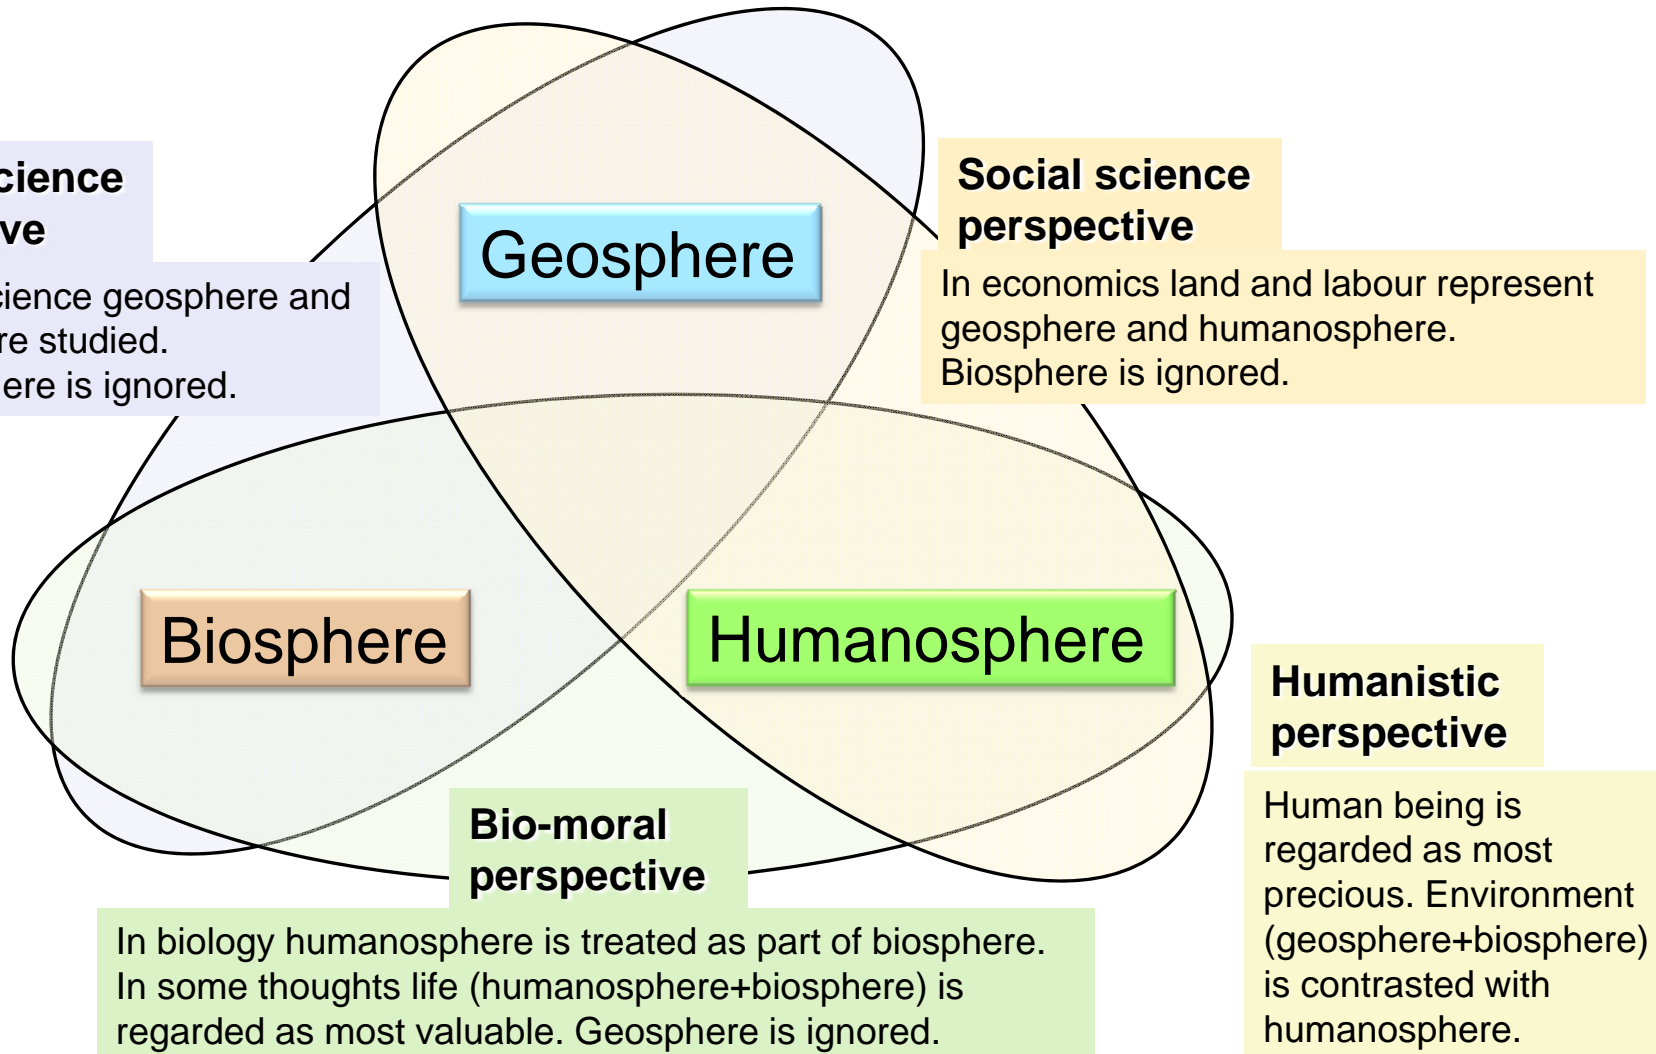 cience
ve
cience geosphere and
re studied.
ere is ignored.
Geosphere
Social science
perspective
In economics land and labour represent
geosphere and humanosphere.
Biosphere is ignored.
Biosphere
Humanosphere
Humanistic
perspective
Human being is
regarded as most
precious. Environment
(geosphere+biosphere)
is contrasted with
humanosphere.
Bio-moral
perspective
In biology humanosphere is treated as part of biosphere.
In some thoughts life (humanosphere+biosphere) is
regarded as most valuable. Geosphere is ignored.